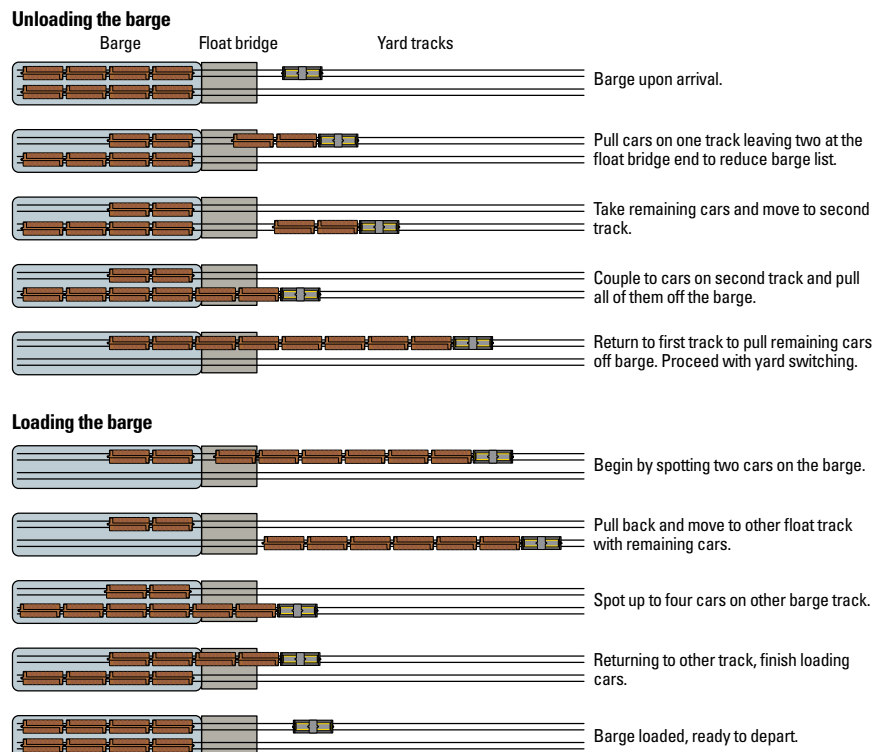 Unloading the barge
Barge Float bridge Yard tracks
Barge upon arrival.
Pull cars on one track leaving two at the
float bridge end to reduce barge list.
Take remaining cars and move to second
track.
Couple to cars on second track and pull
all of them off the barge.
Return to first track to pull remaining cars
off barge. Proceed with yard switching.
Loading the barge
Begin by spotting two cars on the barge.
Pull back and move to other float track
with remaining cars.
Spot up to four cars on other barge track.
Returning to other track, finish loading
cars.
Barge loaded, ready to depart.